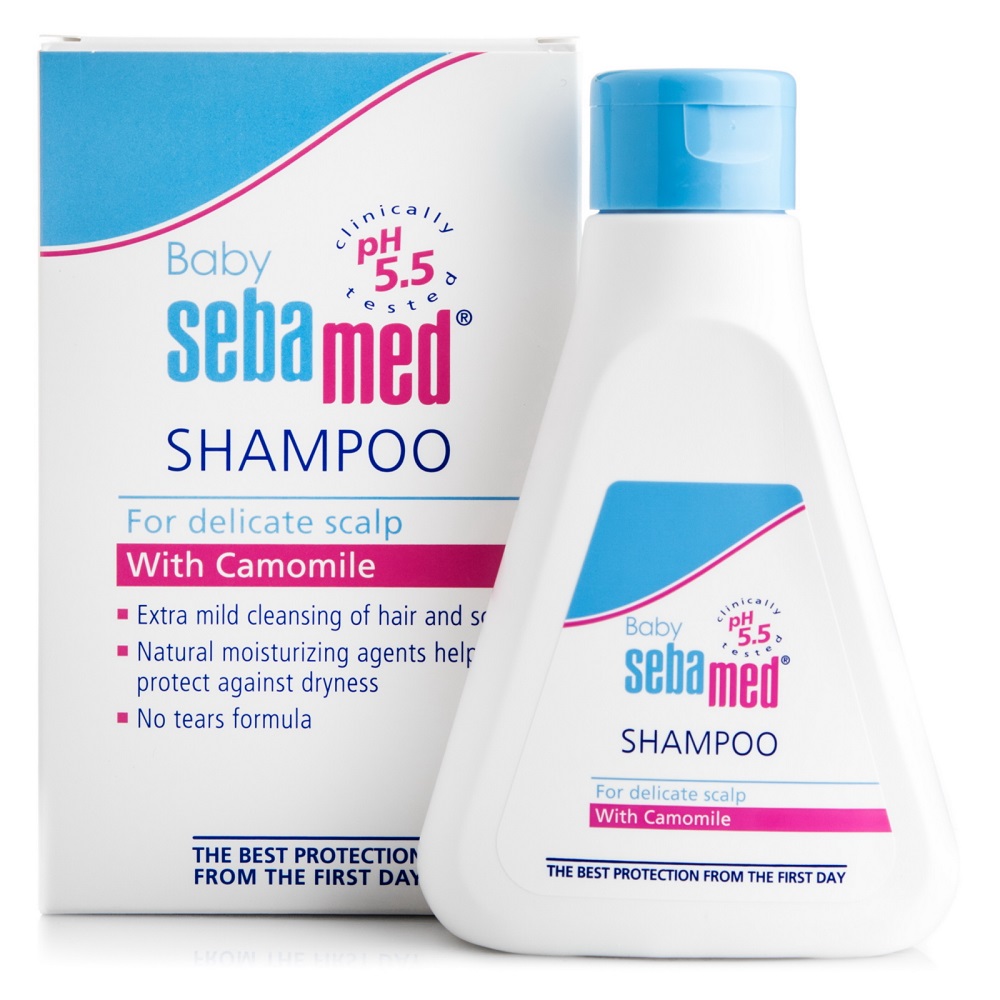 clinically
pH
5.5
tested
Baby
sebamed®
SHAMPOO
For delicate scalp
With Camomile
Extra mild cleansing of hair and
Natural moisturizing agents help
protect against dryness
No tears formula
THE BEST PROTECTION
FROM THE FIRST DAY
clinically
pH
5.5
tested
Baby
sebamed®
SHAMPOO
For delicate scalp
With Camomile
THE BEST PROTECTION FROM THE FIRST DAY